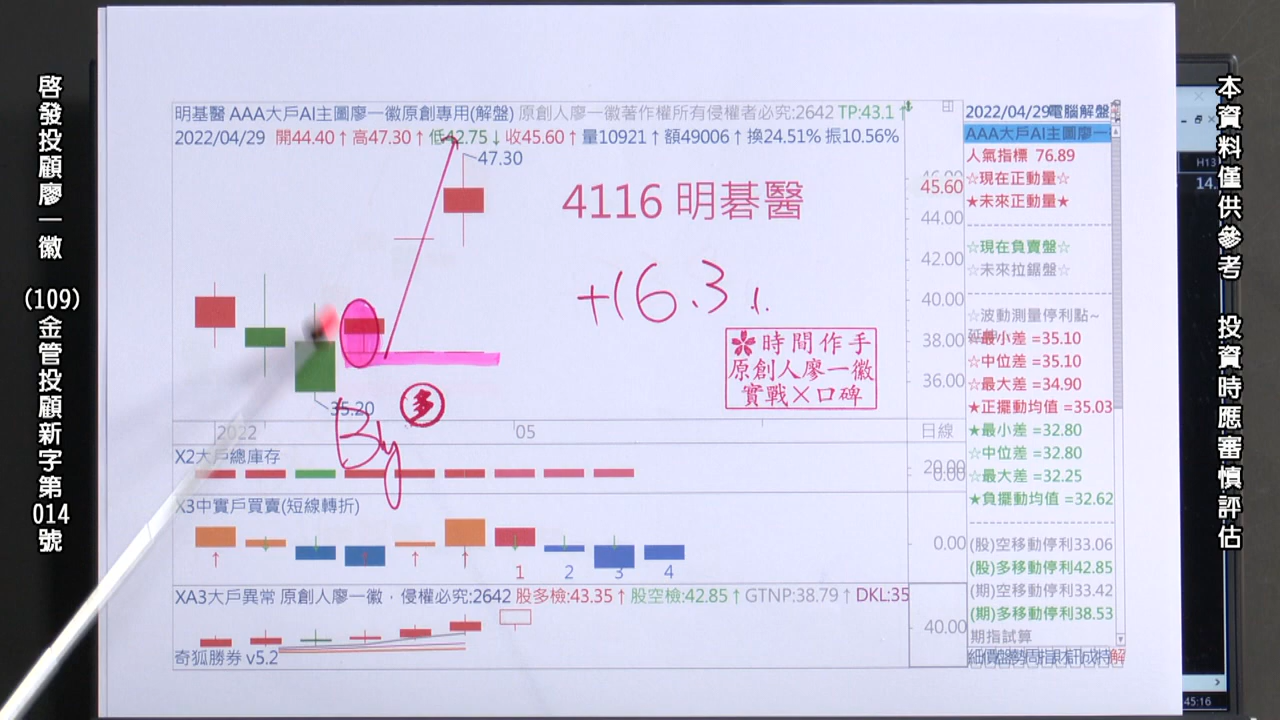 啓發投顧廖一徽 (109)金管投顧新字第014號
本資料僅供參考 投資時應審慎評估
明基醫 AAA大戶AI主圖廖一徽原創專用(解盤) 原創人廖一徽著作權所有侵權者必究:2642 TP:43.1↑
2022/04/29 開44.40↑ 高47.30↑ 低42.75↓ 收45.60↑ 量10921↑ 額49006↑ 換24.51% 振10.56%
47.30
4116 明碁醫
+16.3
時間作手
原創人廖一徽
實戰×口碑
35.20
多
By
46.00
45.60
44.00
42.00
40.00
38.00
36.00
2022
05
日線
X2大戶總庫存
20.00
0.00
X3中實戶買賣(短線轉折)
0.00
1 2 3 4
XA3大戶異常 原創人廖一徽．侵權必究:2642 股多檢:43.35↑ 股空檢:42.85↑ GTNP:38.79↑ DKL:35
40.00
奇狐勝券 v5.2
2022/04/29電腦解盤
AAA大戶AI主圖廖一
人氣指標 76.89
☆現在正動量☆
★未來正動量★
☆現在負賣盤☆
☆未來拉鋸盤☆
☆波動測量停利點~
最小差 =35.10
☆中位差 =35.10
☆最大差 =34.90
★正擺動均值 =35.03
★最小差 =32.80
☆中位差 =32.80
☆最大差 =32.25
★負擺動均值 =32.62
(股)空移動停利33.06
(股)多移動停利42.85
(期)空移動停利33.42
(期)多移動停利38.53
期指試算
H13
14.
45:16